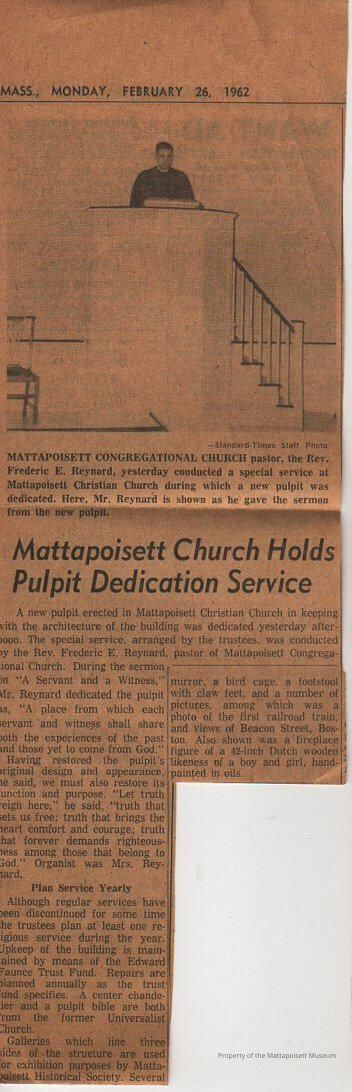 MASS., MONDAY, FEBRUARY 26, 1962
—Standard-Times Staff Photo
MATTAPOISETT CONGREGATIONAL CHURCH pastor, the Rev.
Frederic E. Reynard, yesterday conducted a special service at
Mattapoisett Christian Church during which a new pulpit was
dedicated. Here, Mr. Reynard is shown as he gave the sermon
from the new pulpit.
Mattapoisett Church Holds
Pulpit Dedication Service
A new pulpit erected in Mattapoisett Christian Church in keeping
with the architecture of the building was dedicated yesterday after-
noon. The special service, arranged by the trustees, was conducted
by the Rev. Frederic E. Reynard, pastor of Mattapoisett Congrega-
tional Church. During the sermon
on "A Servant and a Witness,"
Mr. Reynard dedicated the pulpit
as, "A place from which each
servant and witness shall share
both the experiences of the past
and those yet to come from God."
Having restored the pulpit's
original design and appearance,
he said, we must also restore its
function and purpose. "Let truth
reign here," he said, "truth that
sets us free; truth that brings the
heart comfort and courage; truth
that forever demands righteous-
ness among those that belong to
God." Organist was Mrs. Rey-
nard.
Plan Service Yearly
Although regular services have
been discontinued for some time
the trustees plan at least one re-
ligious service during the year.
Upkeep of the building is main-
tained by means of the Edward
Faunce Trust Fund. Repairs are
planned annually as the trust
fund specifies. A center chande-
lier and a pulpit bible are both
from the former Universalist
Church.
Galleries which line three
sides of the structure are used
for exhibition purposes by Matta-
poisett Historical Society. Several
mirror, a bird cage, a footstool
with claw feet, and a number of
pictures, among which was a
photo of the first railroad train,
and views of Beacon Street, Bos-
ton. Also shown was a fireplace
figure of a 42-inch Dutch wooden
likeness of a boy and girl, hand-
painted in oils.
Property of the Mattapoisett Museum